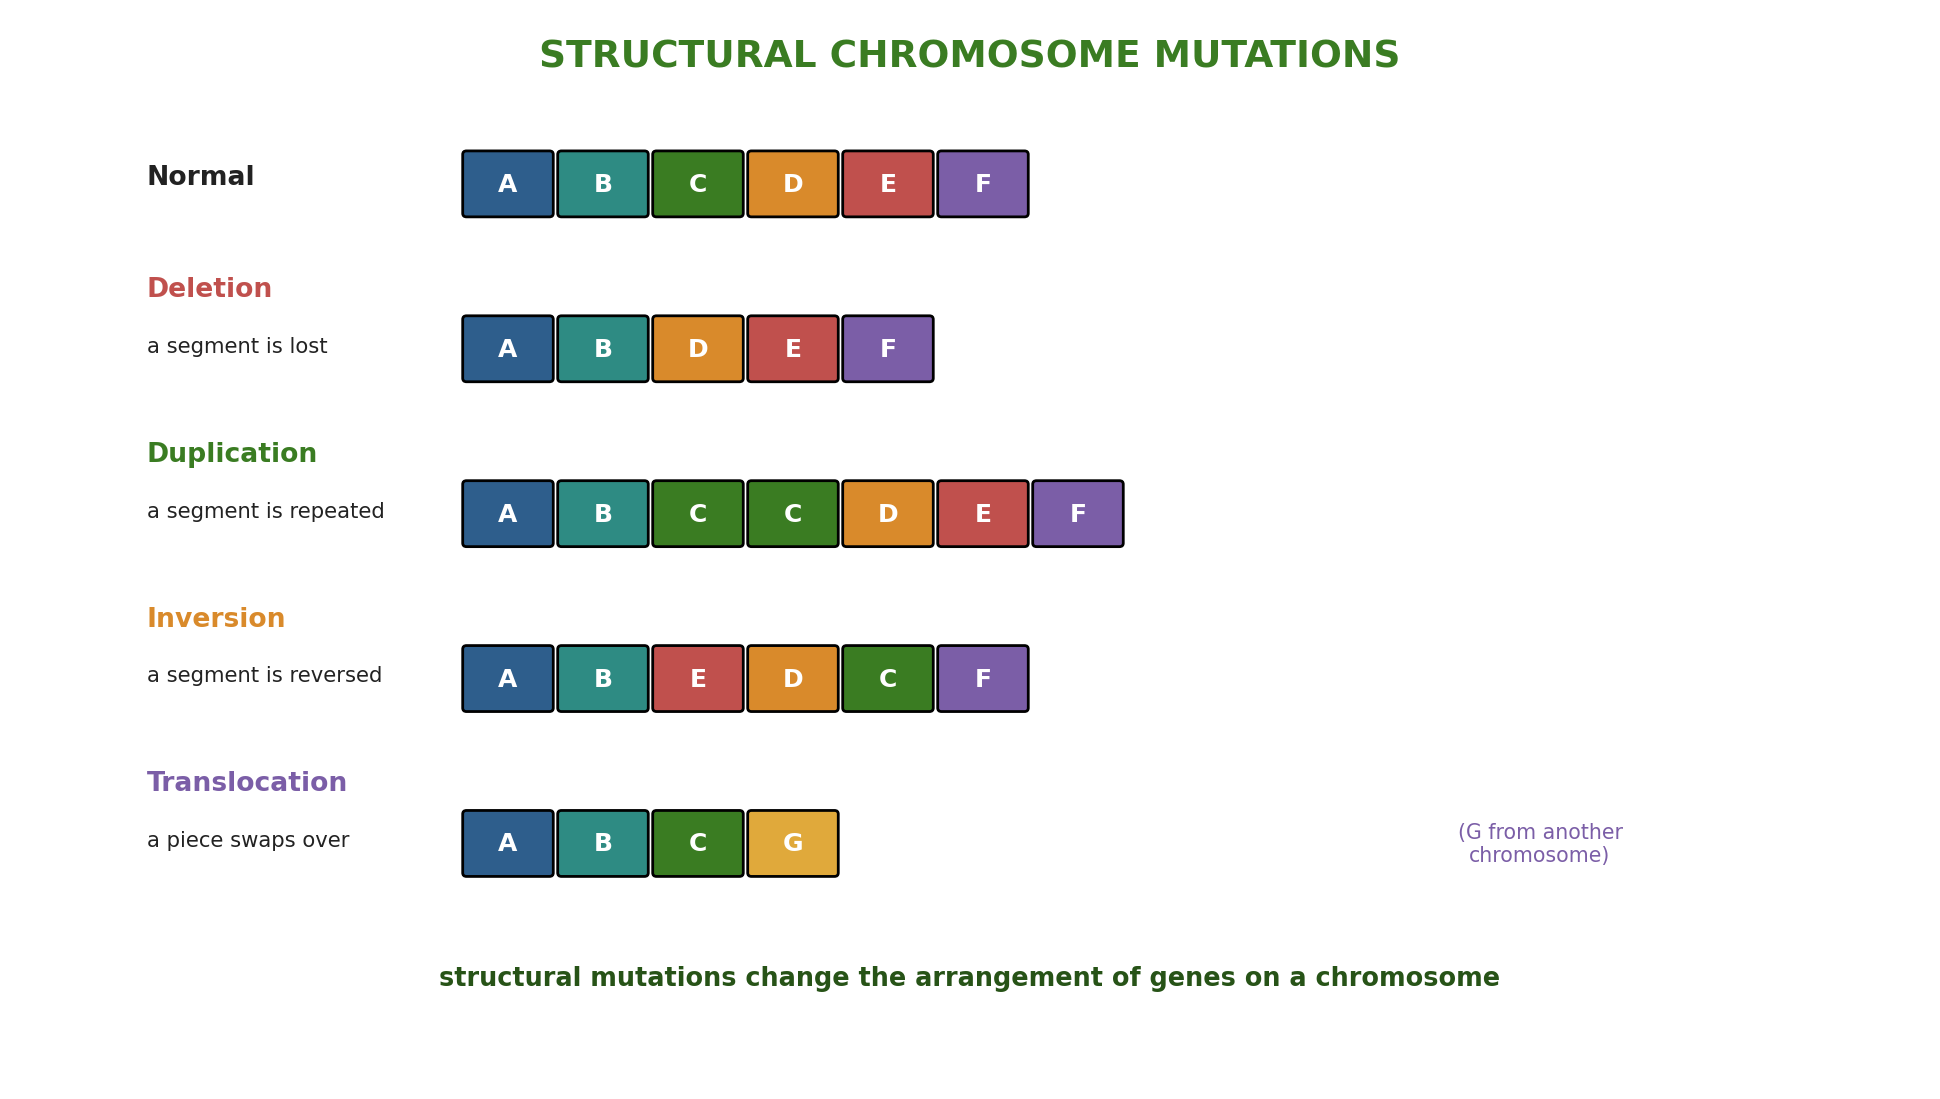 STRUCTURAL CHROMOSOME MUTATIONS
Normal
A B C D E F
Deletion
a segment is lost
A B D E F
Duplication
a segment is repeated
A B C C D E F
Inversion
a segment is reversed
A B E D C F
Translocation
a piece swaps over
A B C G
(G from another
chromosome)
structural mutations change the arrangement of genes on a chromosome